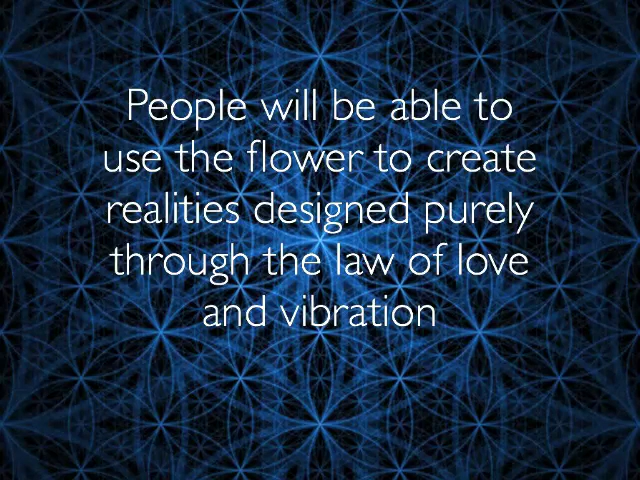 People will be able to
use the flower to create
realities designed purely
through the law of love
and vibration